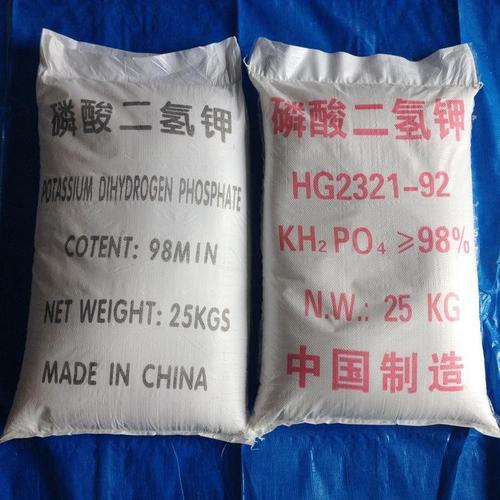 磷酸二氢钾
POTASSIUM DIHYDROGEN PHOSPHATE
COTENT: 98MIN
NET WEIGHT: 25KGS
MADE IN CHINA
磷酸二氢钾
HG2321-92
KH₂PO₄ ≥98%
N.W.: 25 KG
中国制造